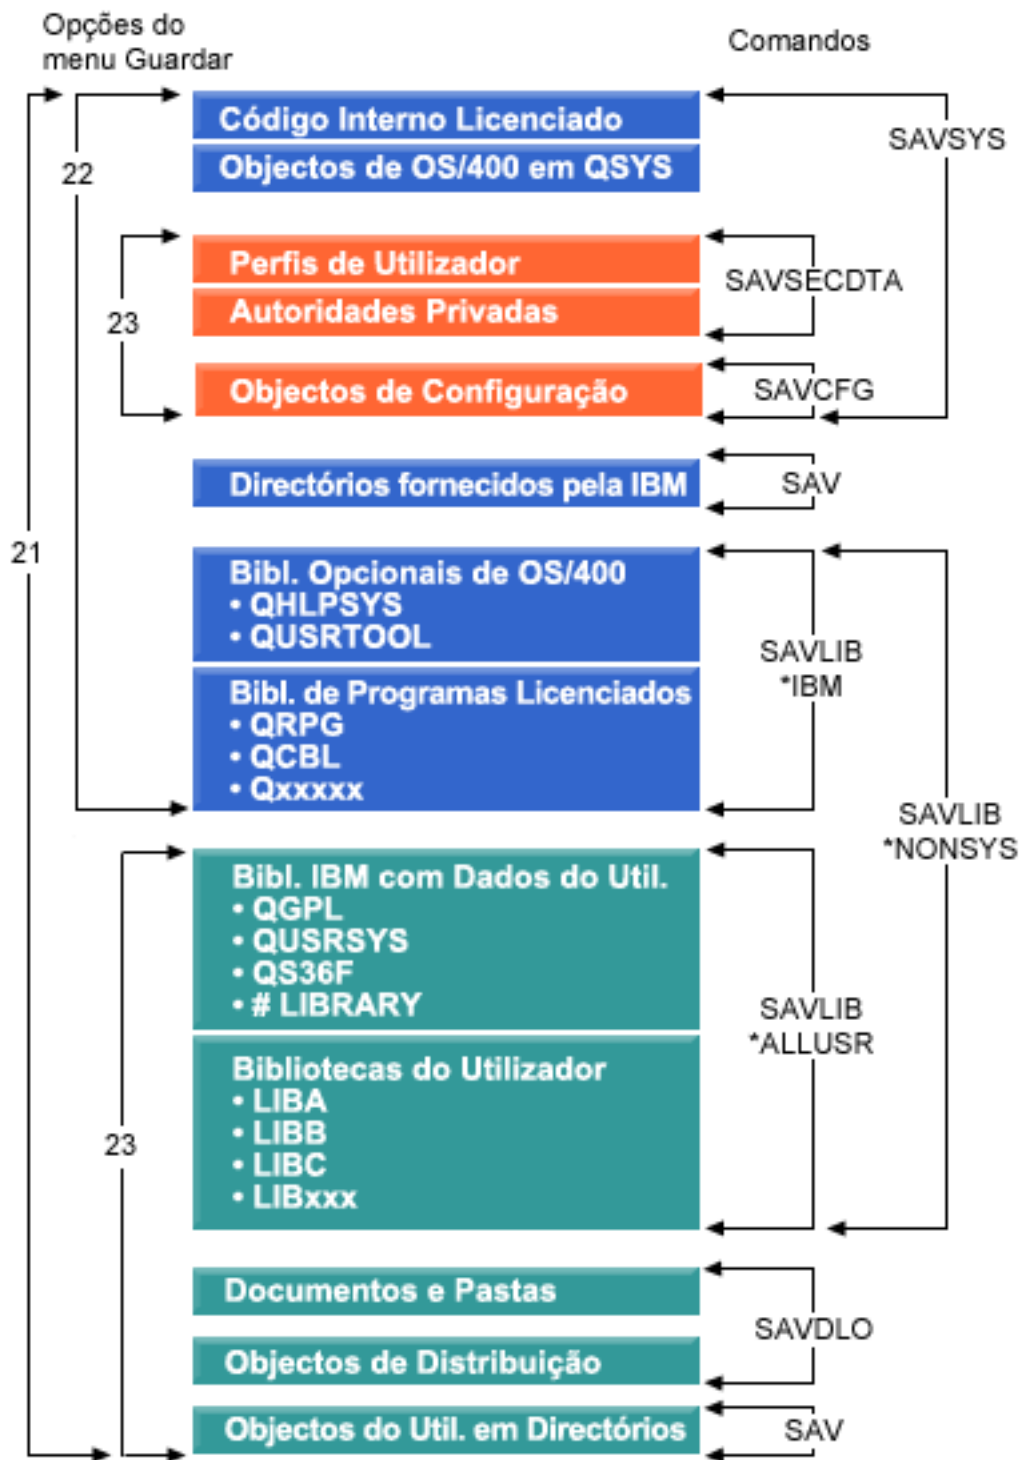 Opções do
menu Guardar
Comandos
Código Interno Licenciado
Objectos de OS/400 em QSYS
SAVSYS
22
Perfis de Utilizador
Autoridades Privadas
SAVSECDTA
23
Objectos de Configuração
SAVCFG
Directórios fornecidos pela IBM
SAV
21
Bibl. Opcionais de OS/400
• QHLPSYS
• QUSRTOOL
Bibl. de Programas Licenciados
• QRPG
• QCBL
• Qxxxxx
SAVLIB
*IBM
SAVLIB
*NONSYS
Bibl. IBM com Dados do Util.
• QGPL
• QUSRSYS
• QS36F
• # LIBRARY
SAVLIB
*ALLUSR
Bibliotecas do Utilizador
• LIBA
• LIBB
• LIBC
• LIBxxx
23
Documentos e Pastas
Objectos de Distribuição
SAVDLO
Objectos do Util. em Directórios
SAV